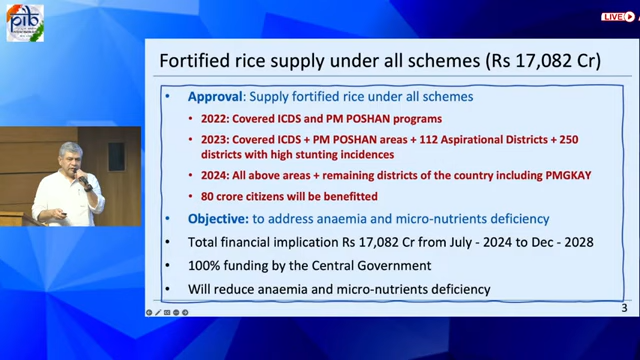 pib
LIVE
Fortified rice supply under all schemes (Rs 17,082 Cr)
• Approval: Supply fortified rice under all schemes
• 2022: Covered ICDS and PM POSHAN programs
• 2023: Covered ICDS + PM POSHAN areas + 112 Aspirational Districts + 250
districts with high stunting incidences
• 2024: All above areas + remaining districts of the country including PMGKAY
• 80 crore citizens will be benefitted
• Objective: to address anaemia and micro-nutrients deficiency
• Total financial implication Rs 17,082 Cr from July - 2024 to Dec - 2028
• 100% funding by the Central Government
• Will reduce anaemia and micro-nutrients deficiency
3